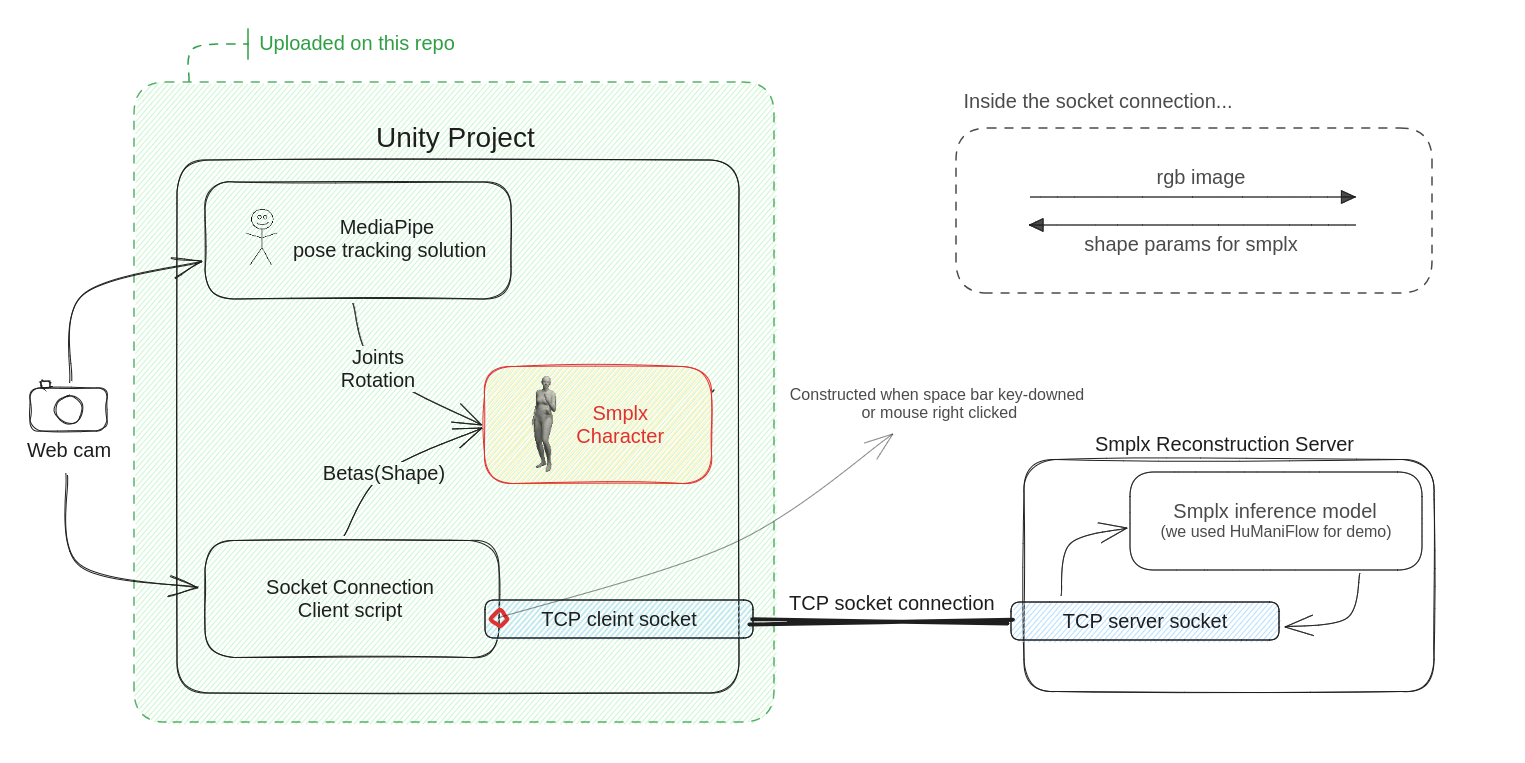 Uploaded on this repo
Unity Project
MediaPipe
pose tracking solution
Joints
Rotation
Smplx
Character
Betas(Shape)
Web cam
Socket Connection
Client script
TCP cleint socket
Inside the socket connection...
rgb image
shape params for smplx
Constructed when space bar key-downed
or mouse right clicked
TCP socket connection
Smplx Reconstruction Server
Smplx inference model
(we used HuManiFlow for demo)
TCP server socket